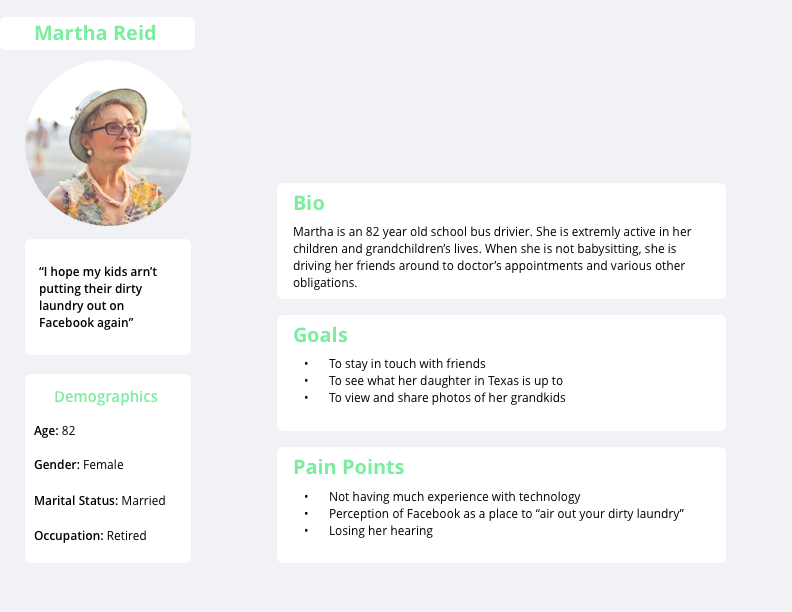 Martha Reid
“I hope my kids arn’t
putting their dirty
laundry out on
Facebook again”
Demographics
Age: 82
Gender: Female
Marital Status: Married
Occupation: Retired
Bio
Martha is an 82 year old school bus drivier. She is extremly active in her
children and grandchildren’s lives. When she is not babysitting, she is
driving her friends around to doctor’s appointments and various other
obligations.
Goals
• To stay in touch with friends
• To see what her daughter in Texas is up to
• To view and share photos of her grandkids
Pain Points
• Not having much experience with technology
• Perception of Facebook as a place to “air out your dirty laundry”
• Losing her hearing